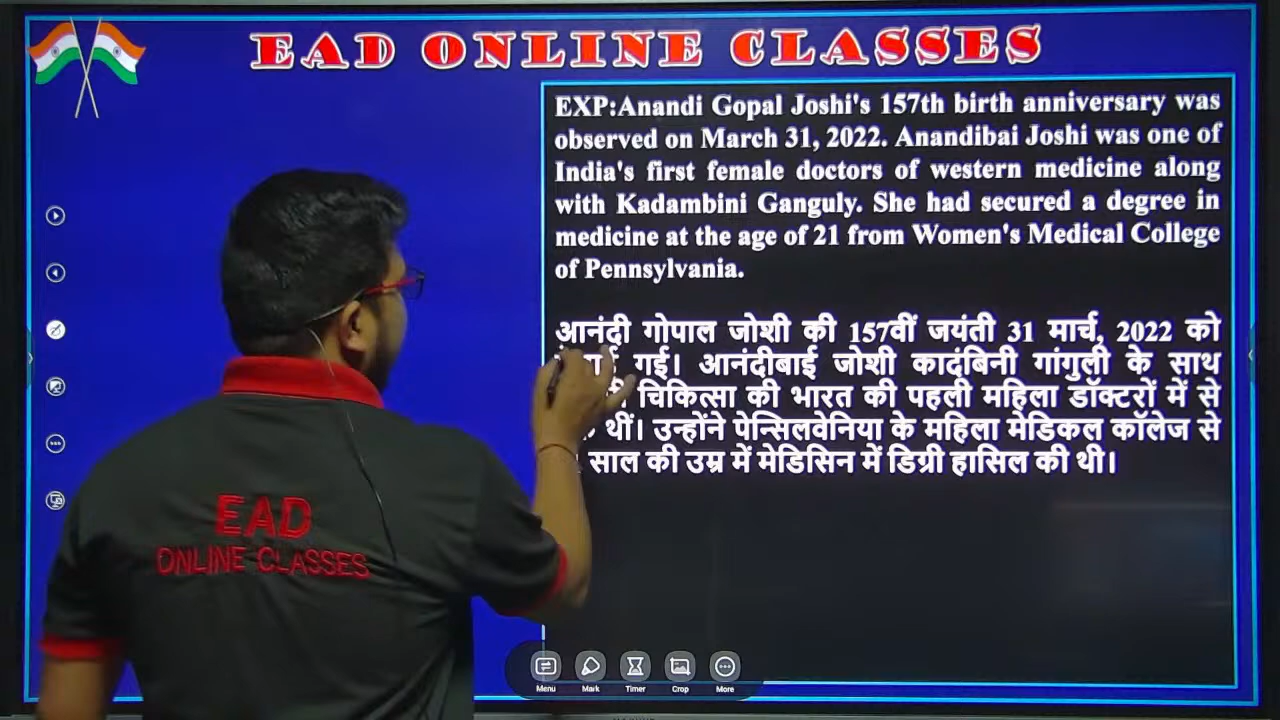 EAD ONLINE CLASSES
EXP:Anandi Gopal Joshi's 157th birth anniversary was
observed on March 31, 2022. Anandibai Joshi was one of
India's first female doctors of western medicine along
with Kadambini Ganguly. She had secured a degree in
medicine at the age of 21 from Women's Medical College
of Pennsylvania.
आनंदी गोपाल जोशी की 157वीं जयंती 31 मार्च, 2022 को
गई। आनंदीबाई जोशी कादंबिनी गांगुली के साथ
चिकित्सा की भारत की पहली महिला डॉक्टरों में से
थीं। उन्होंने पेन्सिलवेनिया के महिला मेडिकल कॉलेज से
साल की उम्र में मेडिसिन में डिग्री हासिल की थी।
EAD
ONLINE CLASSES
Menu Mark Timer Crop More